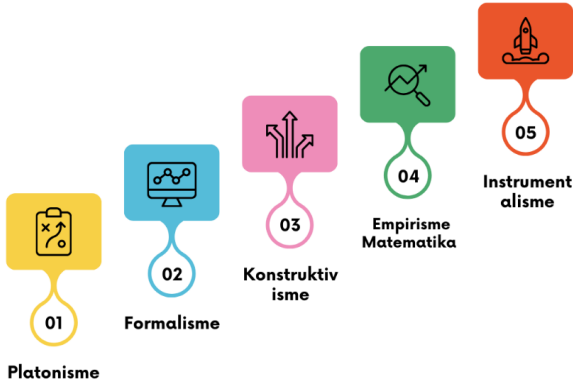 01
Platonisme
02
Formalisme
03
Konstruktiv
isme
04
Empirisme
Matematika
05
Instrument
alisme